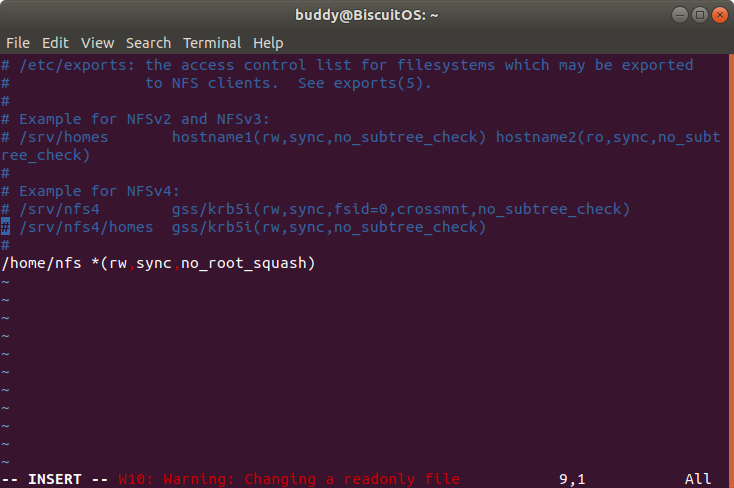 buddy@BiscuitOS: ~
File Edit View Search Terminal Help
# /etc/exports: the access control list for filesystems which may be exported
#               to NFS clients.  See exports(5).
#
# Example for NFSv2 and NFSv3:
# /srv/homes       hostname1(rw,sync,no_subtree_check) hostname2(ro,sync,no_subt
ree_check)
#
# Example for NFSv4:
# /srv/nfs4        gss/krb5i(rw,sync,fsid=0,crossmnt,no_subtree_check)
# /srv/nfs4/homes  gss/krb5i(rw,sync,no_subtree_check)
#
/home/nfs *(rw,sync,no_root_squash)
~
~
~
~
~
~
~
~
~
~
~
-- INSERT -- W10: Warning: Changing a readonly file 9,1 All